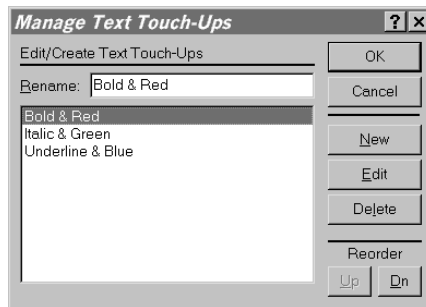 Manage Text Touch-Ups
? ×
Edit/Create Text Touch-Ups
Rename: Bold & Red
Bold & Red
Italic & Green
Underline & Blue
OK
Cancel
New
Edit
Delete
Reorder
Up Dn